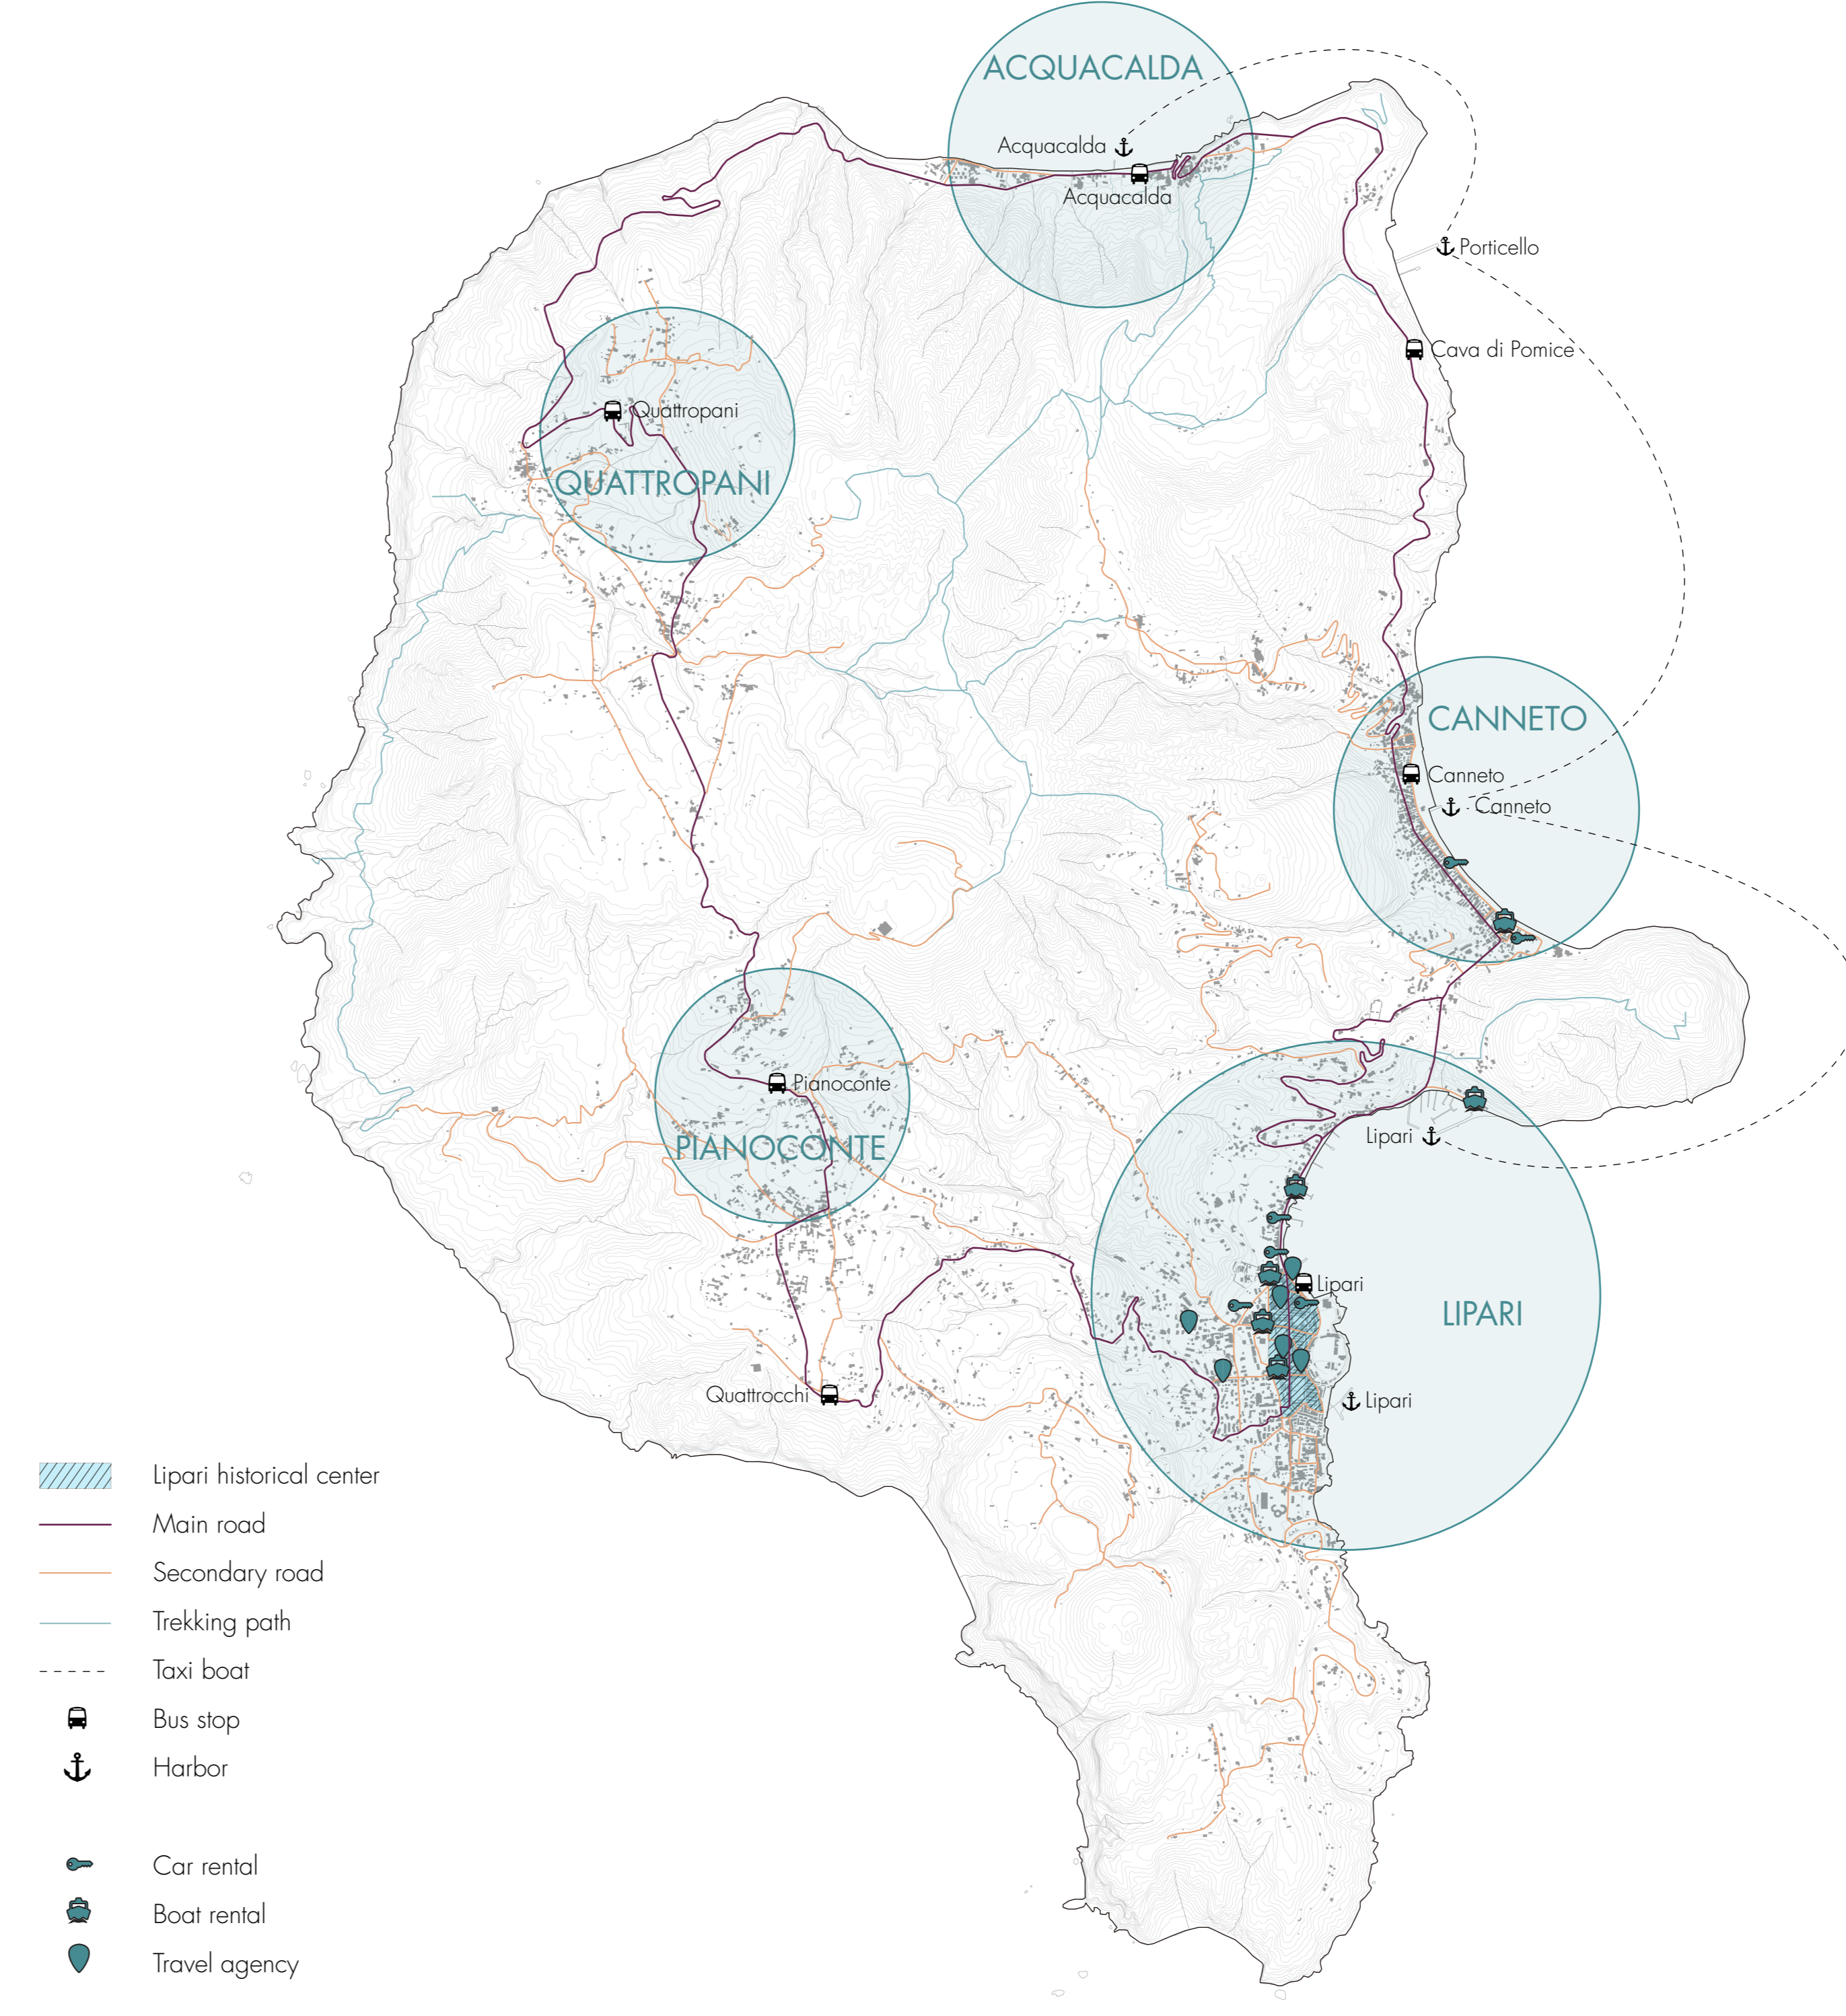 ACQUACALDA
Acquacalda
Acquacalda
Porticello
Cava di Pomice
Quattropani
QUATTROPANI
CANNETO
Canneto
Canneto
Pianoconte
PIANOCONTE
Lipari
Lipari
LIPARI
Quattrocchi
Lipari
Lipari historical center
Main road
Secondary road
Trekking path
Taxi boat
Bus stop
Harbor
Car rental
Boat rental
Travel agency